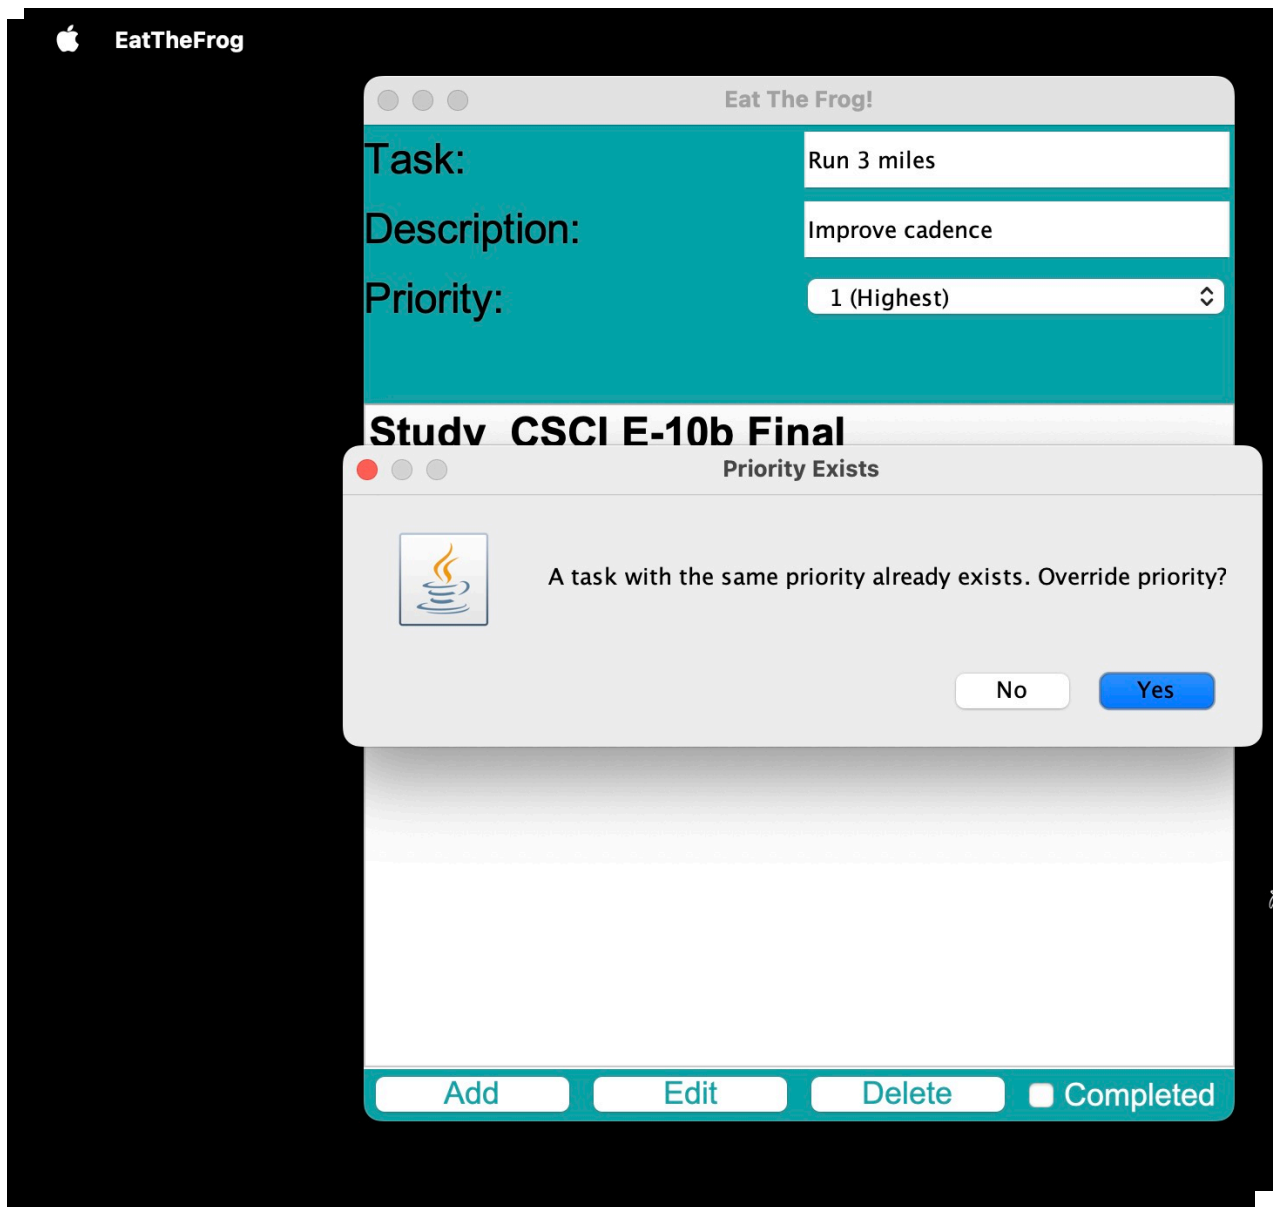 EatTheFrog
Eat The Frog!
Task:
Run 3 miles
Description:
Improve cadence
Priority:
1 (Highest)
Study CSCI E-10b Final
Priority Exists
A task with the same priority already exists. Override priority?
No
Yes
Add
Edit
Delete
Completed